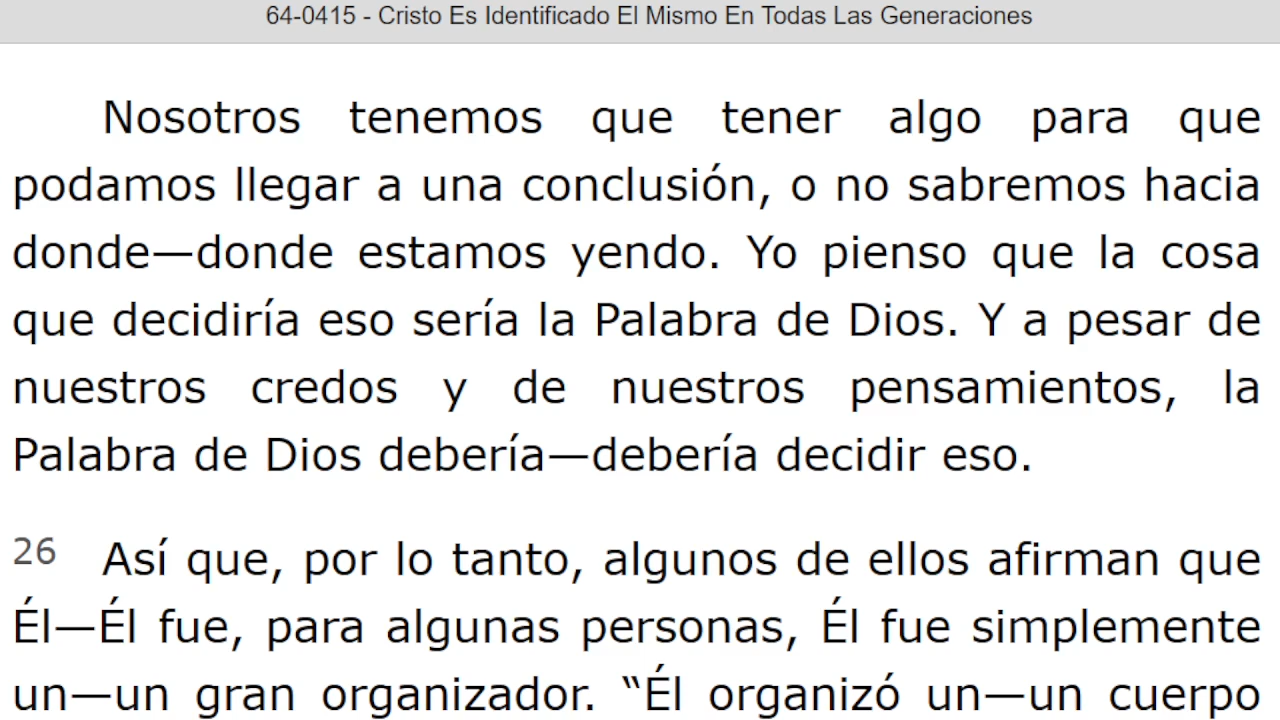 64-0415 - Cristo Es Identificado El Mismo En Todas Las Generaciones
Nosotros tenemos que tener algo para que
podamos llegar a una conclusión, o no sabremos hacia
donde—donde estamos yendo. Yo pienso que la cosa
que decidiría eso sería la Palabra de Dios. Y a pesar de
nuestros credos y de nuestros pensamientos, la
Palabra de Dios debería—debería decidir eso.
26 Así que, por lo tanto, algunos de ellos afirman que
Él—Él fue, para algunas personas, Él fue simplemente
un—un gran organizador. “Él organizó un—un cuerpo